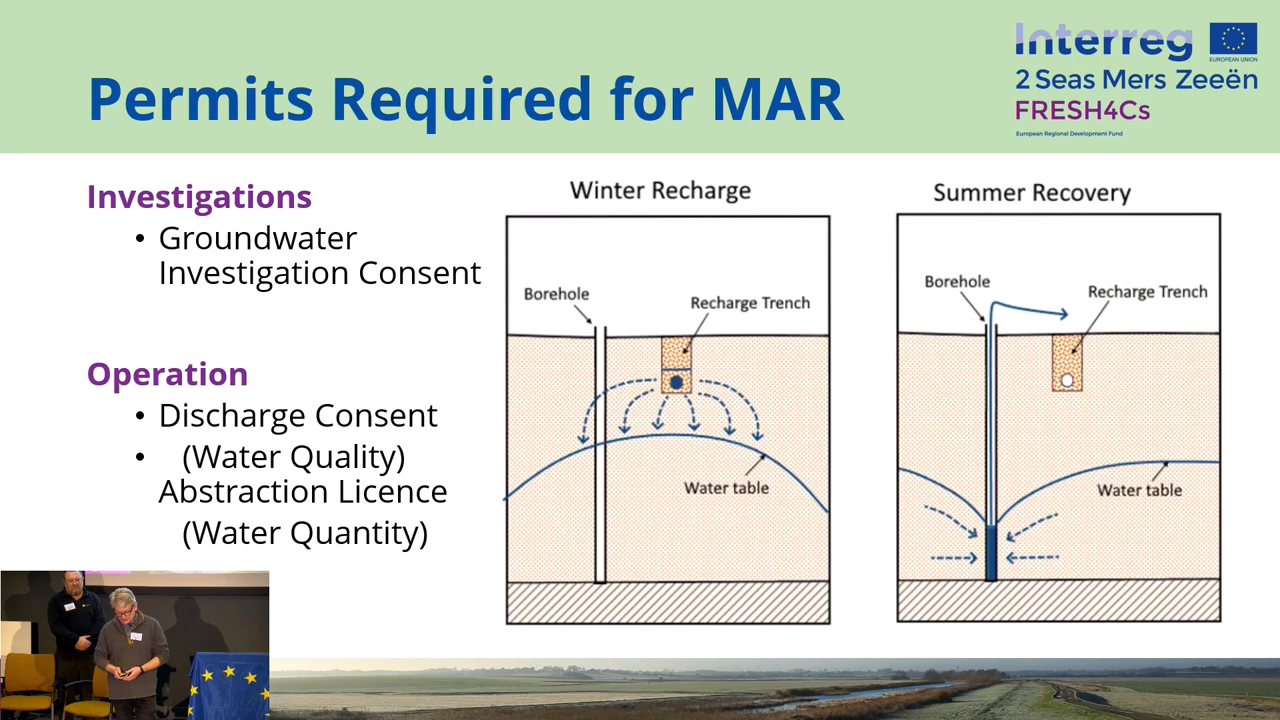 Permits Required for MAR
Interreg
EUROPEAN UNION
2 Seas Mers Zeeën
FRESH4Cs
European Regional Development Fund
Investigations
• Groundwater
Investigation Consent
Operation
• Discharge Consent
• (Water Quality)
Abstraction Licence
(Water Quantity)
Winter Recharge
Borehole
Recharge Trench
Water table
Summer Recovery
Borehole
Recharge Trench
Water table